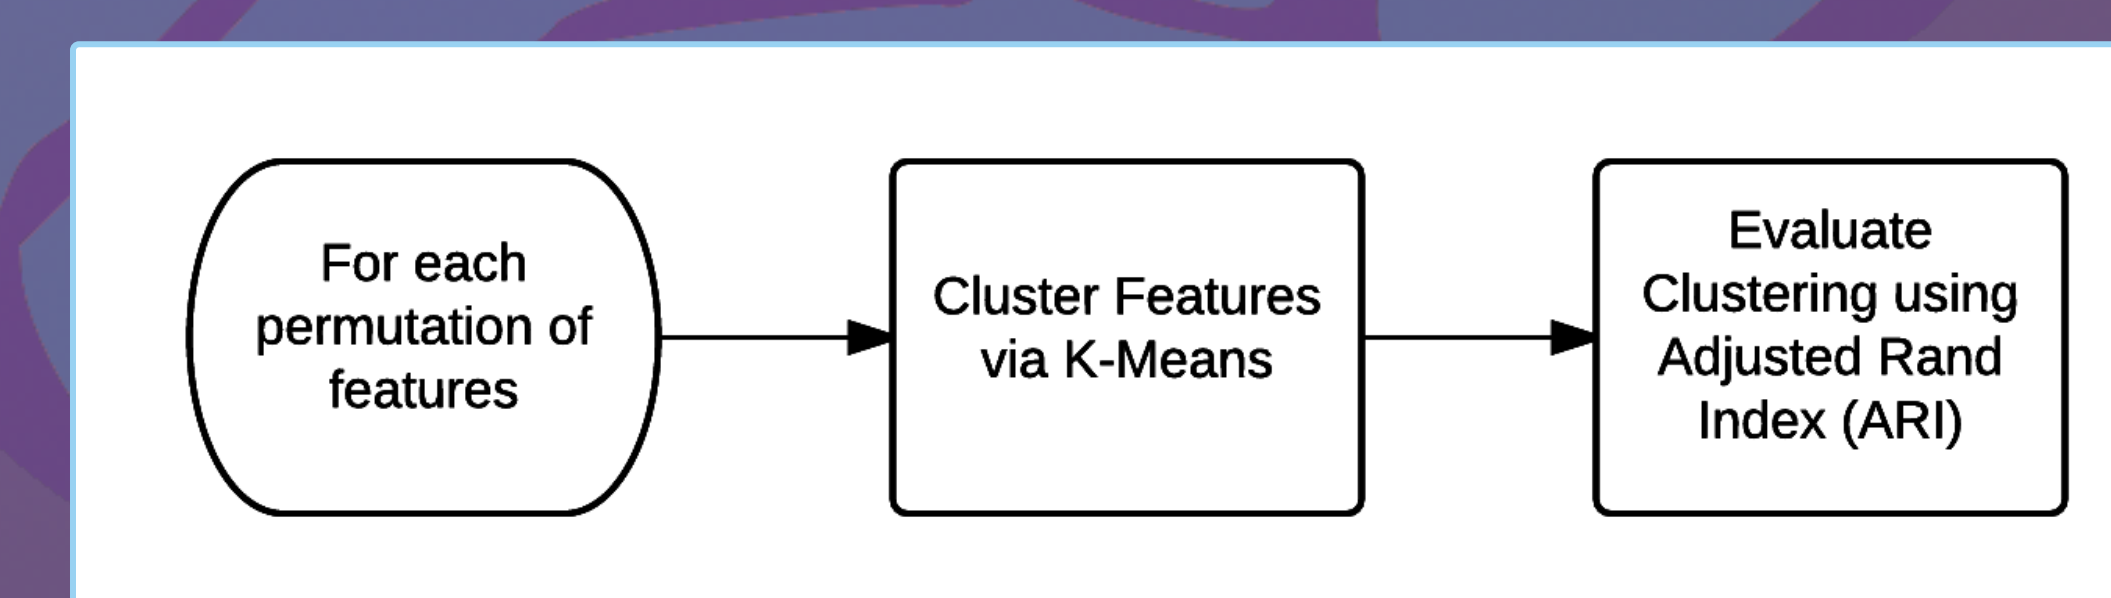 For each
permutation of
features
Cluster Features
via K-Means
Evaluate
Clustering using
Adjusted Rand
Index (ARI)